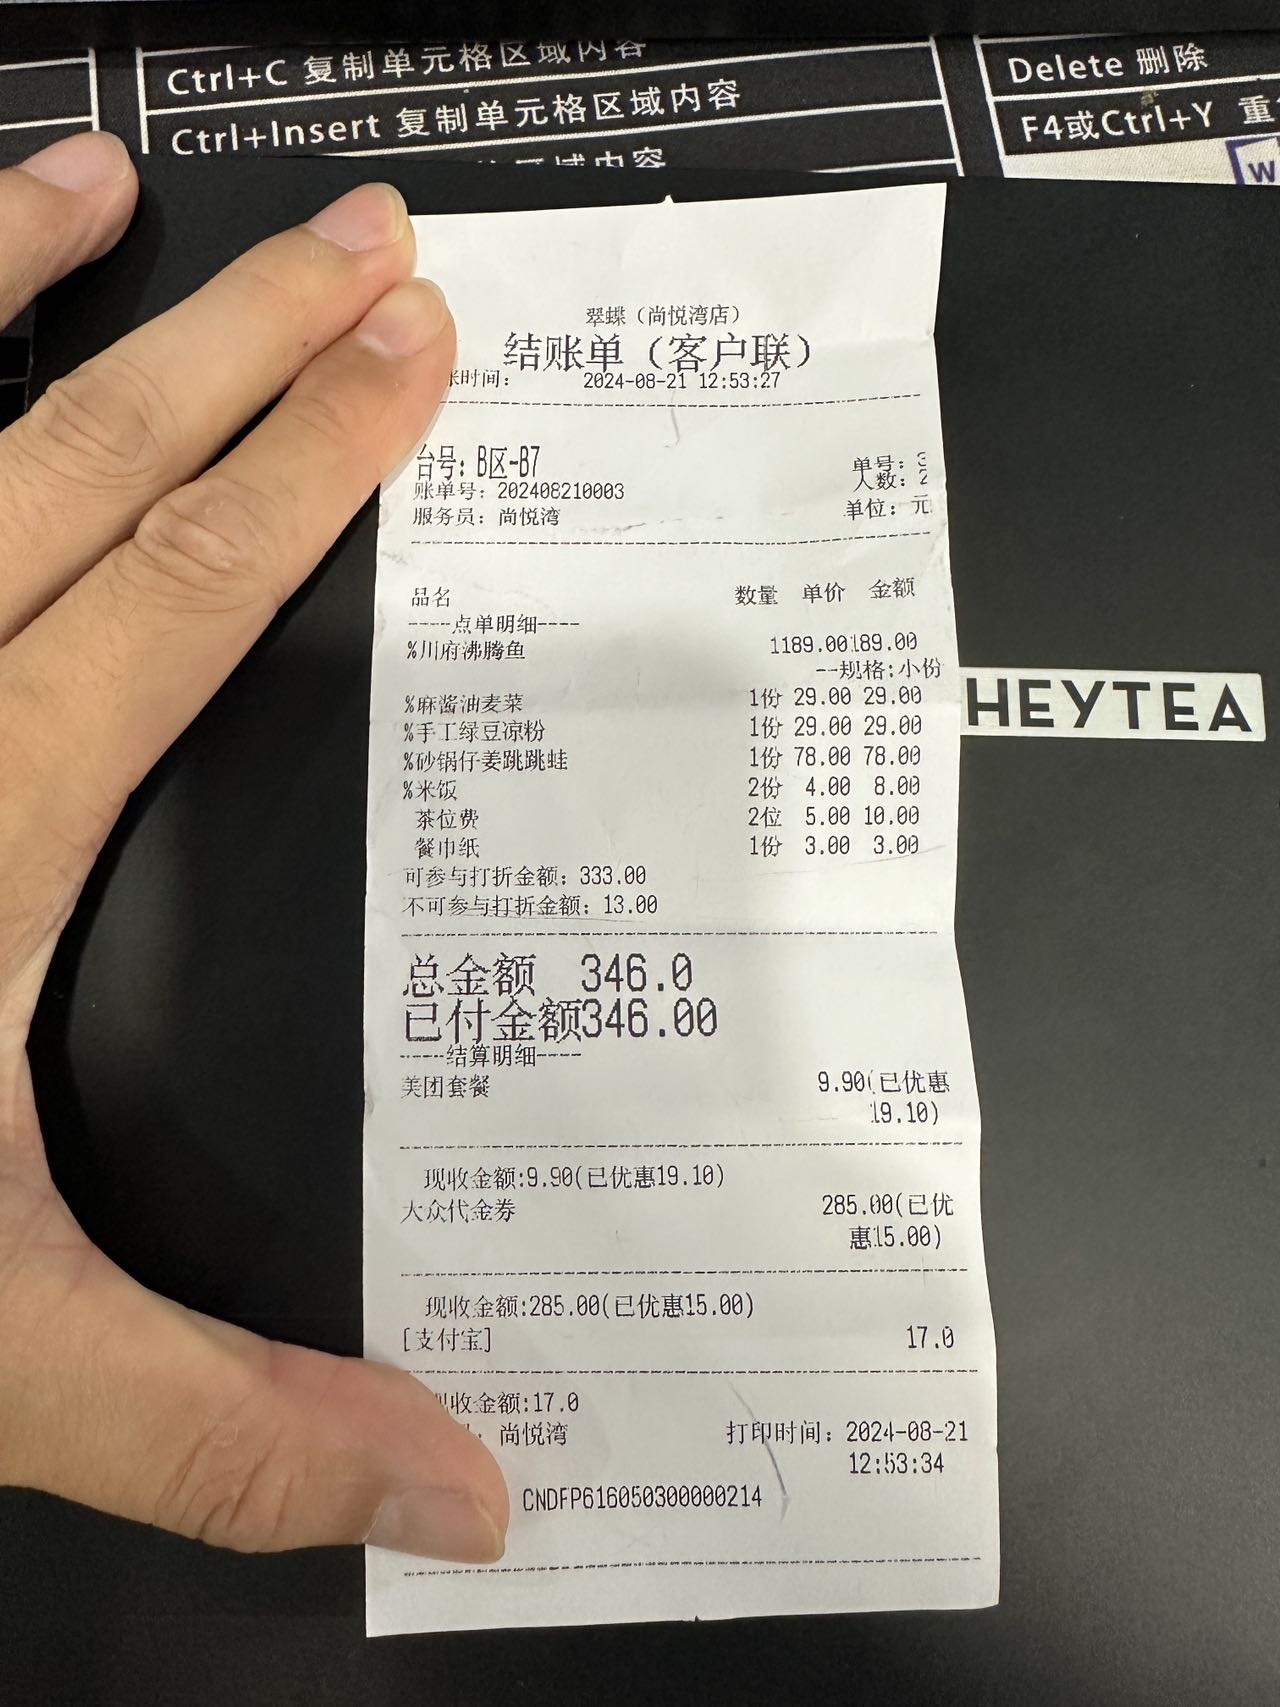 Ctrl+C 复制单元格区域内容
Ctrl+Insert 复制单元格区域内容
区域内容
Delete 删除
F4或Ctrl+Y 重
W
翠蝶（尚悦湾店）
结账单（客户联）
账时间： 2024-08-21 12:53:27
台号: B区-B7
单号：3
账单号：202408210003
人数：2
服务员：尚悦湾
单位：元
品名 数量 单价 金额
-----点单明细----
%川府沸腾鱼 1189.00189.00
--规格:小份
%麻酱油麦菜 1份 29.00 29.00
%手工绿豆凉粉 1份 29.00 29.00
%砂锅仔姜跳跳蛙 1份 78.00 78.00
%米饭 2份 4.00 8.00
茶位费 2位 5.00 10.00
餐巾纸 1份 3.00 3.00
可参与打折金额：333.00
不可参与打折金额：13.00
总金额 346.0
已付金额346.00
-----结算明细-----
美团套餐 9.90(已优惠
19.10)
现收金额:9.90(已优惠19.10)
大众代金券 285.00(已优
惠15.00)
现收金额:285.00(已优惠15.00)
[支付宝] 17.0
收金额:17.0
：尚悦湾 打印时间：2024-08-21
12:53:34
CNDFP616050300000214
HEYTEA